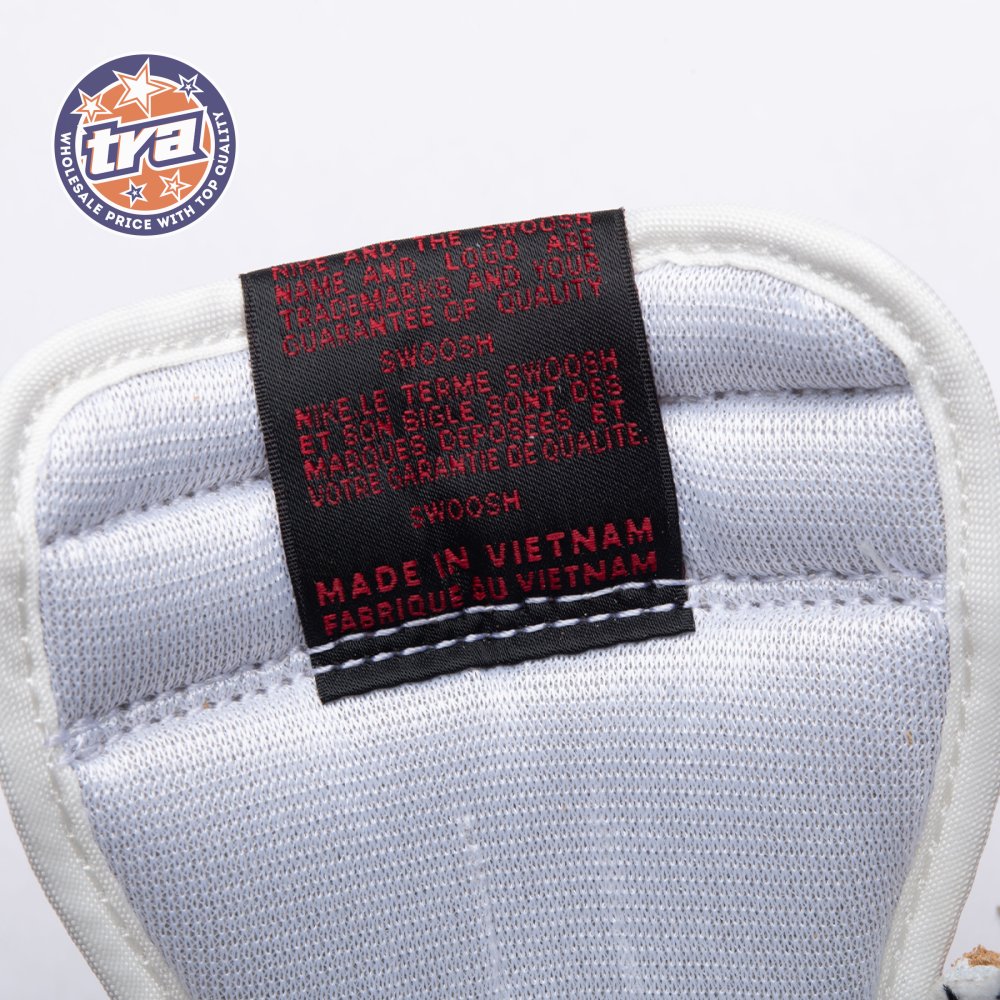 tra
WHOLESALE PRICE WITH TOP QUALITY
NIKE AND THE SWOOSH
NAME AND LOGO ARE
TRADEMARKS AND YOUR
GUARANTEE OF QUALITY
SWOOSH
NIKE.LE TERME SWOOSH
ET SON SIGLE SONT DES
MARQUES DEPOSEES ET
VOTRE GARANTIE DE QUALITE.
SWOOSH
MADE IN VIETNAM
FABRIQUE AU VIETNAM